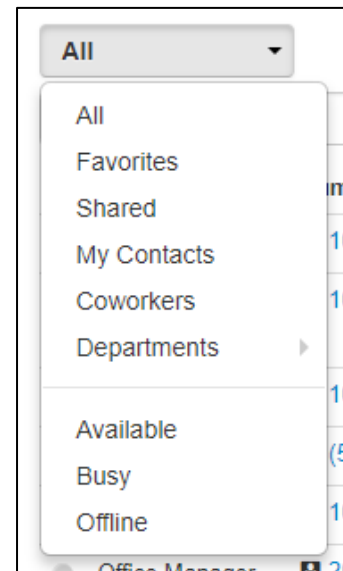 All
All
Favorites
Shared
My Contacts
Coworkers
Departments
Available
Busy
Offline
Office Manager